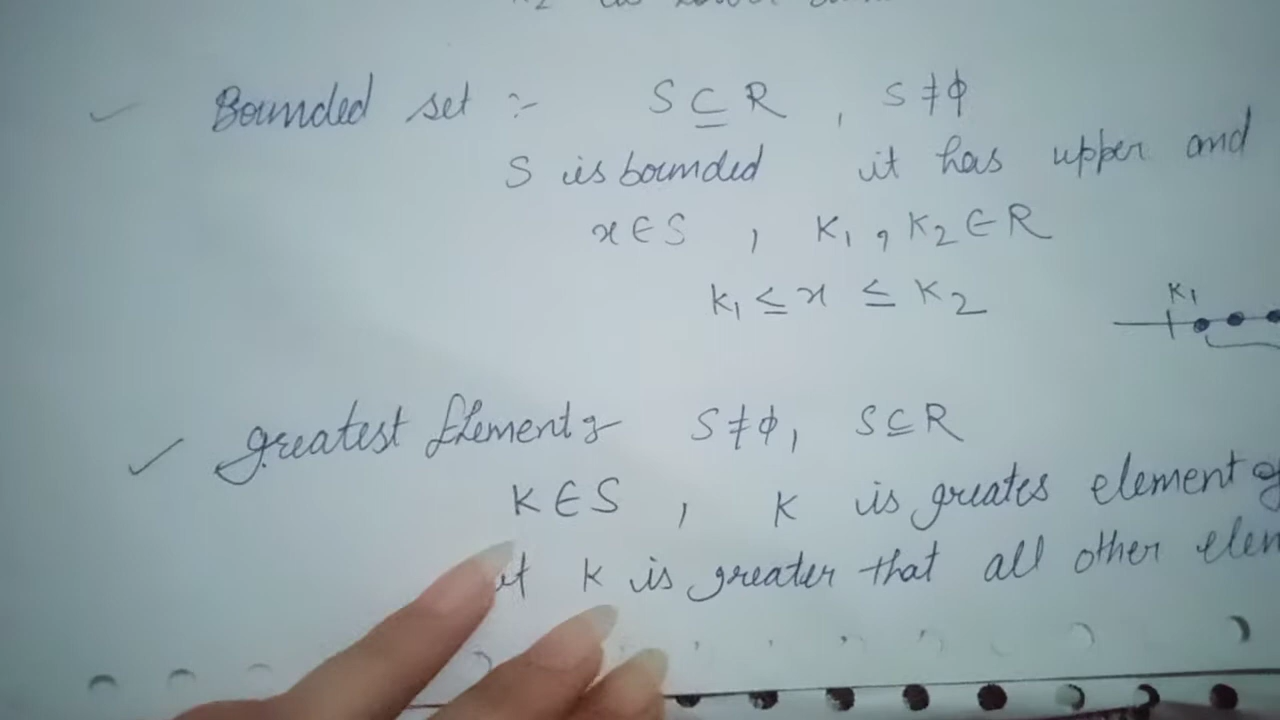 Bounded set :- S ⊆ R , S ≠ ϕ
S is bounded it has upper and
x ∈ S , K₁ , K₂ ∈ R
K₁ ≤ x ≤ K₂
K₁
greatest Element :- S ≠ ϕ, S ⊆ R
K ∈ S , K is greates element of
K is greater that all other